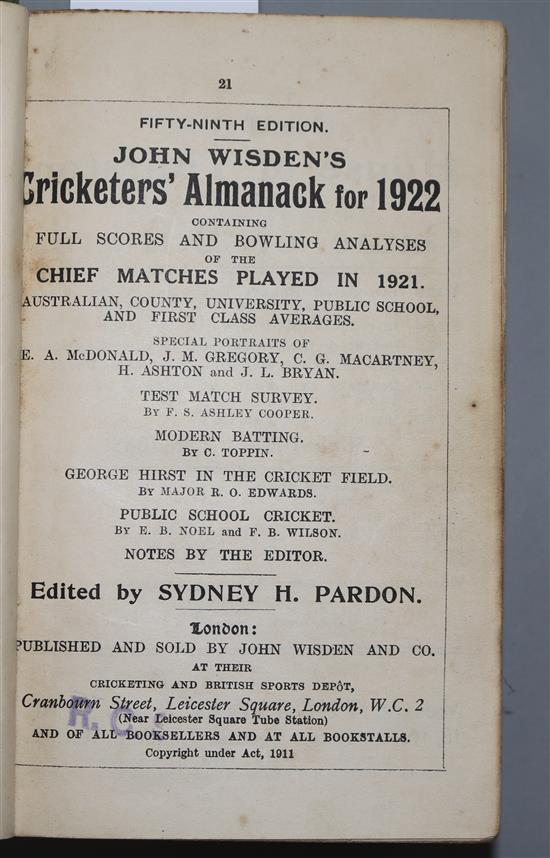 21
FIFTY-NINTH EDITION.
JOHN WISDEN'S
Cricketers' Almanack for 1922
CONTAINING
FULL SCORES AND BOWLING ANALYSES
OF THE
CHIEF MATCHES PLAYED IN 1921.
AUSTRALIAN, COUNTY, UNIVERSITY, PUBLIC SCHOOL,
AND FIRST CLASS AVERAGES.
SPECIAL PORTRAITS OF
E. A. McDONALD, J. M. GREGORY, C. G. MACARTNEY,
H. ASHTON and J. L. BRYAN.
TEST MATCH SURVEY.
BY F. S. ASHLEY COOPER.
MODERN BATTING.
BY C. TOPPIN.
GEORGE HIRST IN THE CRICKET FIELD.
BY MAJOR R. O. EDWARDS.
PUBLIC SCHOOL CRICKET.
BY E. B. NOEL and F. B. WILSON.
NOTES BY THE EDITOR.
Edited by SYDNEY H. PARDON.
London:
PUBLISHED AND SOLD BY JOHN WISDEN AND CO.
AT THEIR
CRICKETING AND BRITISH SPORTS DEPÔT,
Cranbourn Street, Leicester Square, London, W.C. 2
(Near Leicester Square Tube Station)
AND OF ALL BOOKSELLERS AND AT ALL BOOKSTALLS.
Copyright under Act, 1911